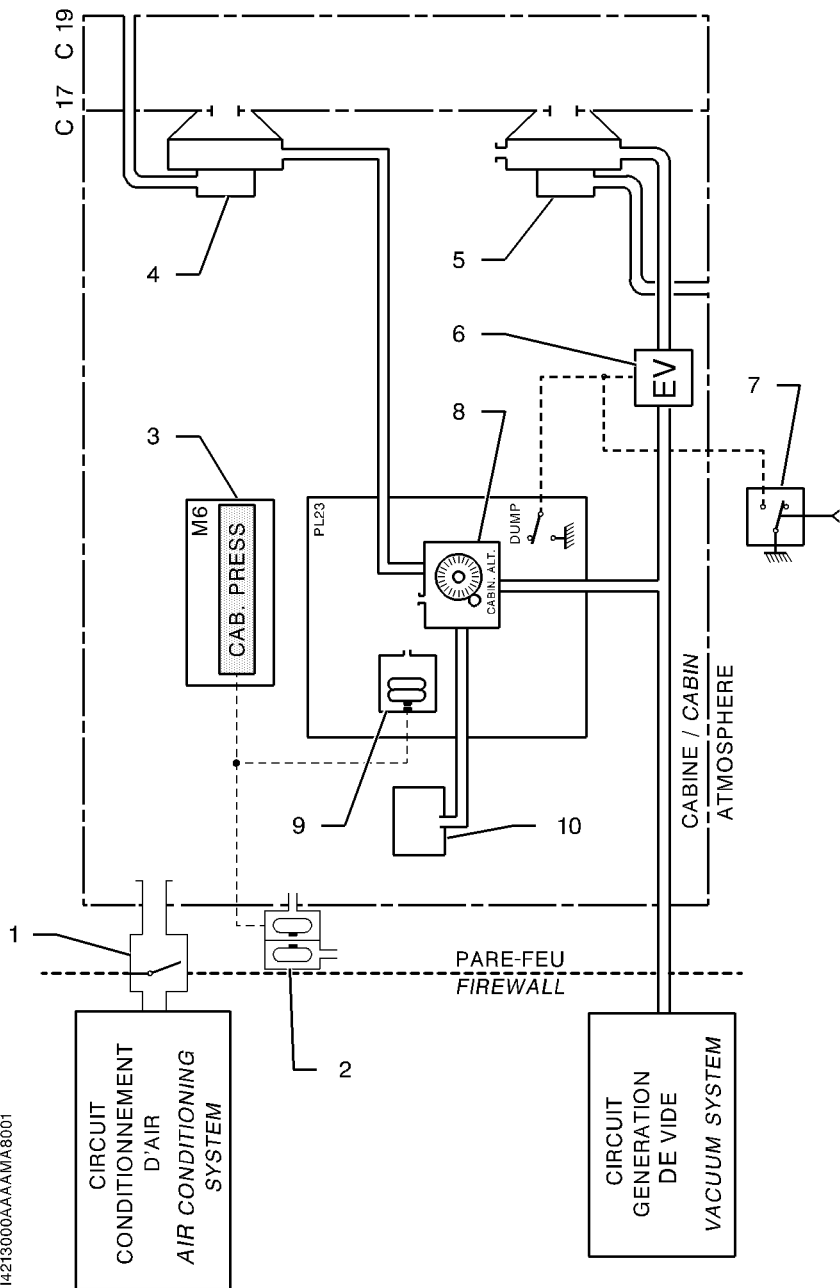 C 19
C 17
4
5
6
EV
7
8
3
M6
CAB. PRESS
PL23
DUMP
CABIN. ALT.
9
10
CABINE / CABIN
ATMOSPHERE
1
PARE-FEU
FIREWALL
2
CIRCUIT
CONDITIONNEMENT
D'AIR
AIR CONDITIONING
SYSTEM
CIRCUIT
GENERATION
DE VIDE
VACUUM SYSTEM
I4213000AAAAMA8001